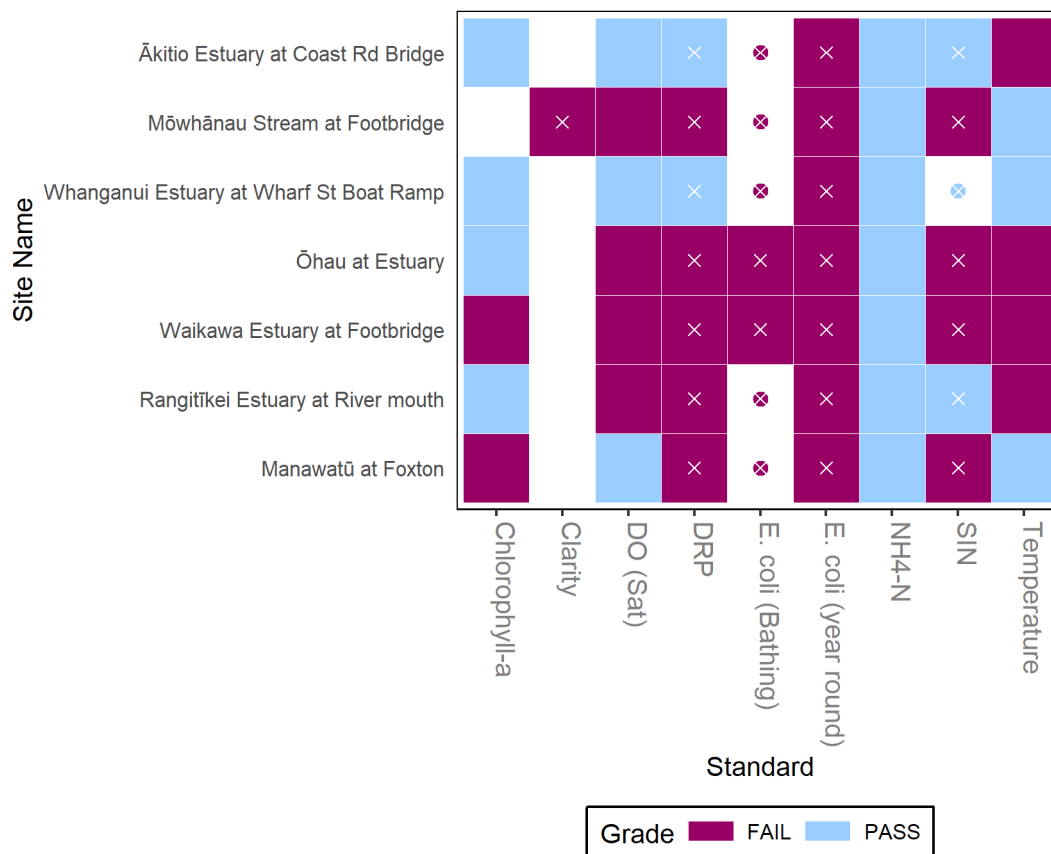 Site Name
Ākitio Estuary at Coast Rd Bridge
Mōwhānau Stream at Footbridge
Whanganui Estuary at Wharf St Boat Ramp
Ōhau at Estuary
Waikawa Estuary at Footbridge
Rangitīkei Estuary at River mouth
Manawatū at Foxton
Chlorophyll-a
Clarity
DO (Sat)
DRP
E. coli (Bathing)
E. coli (year round)
NH4-N
SIN
Temperature
Standard
Grade FAIL PASS